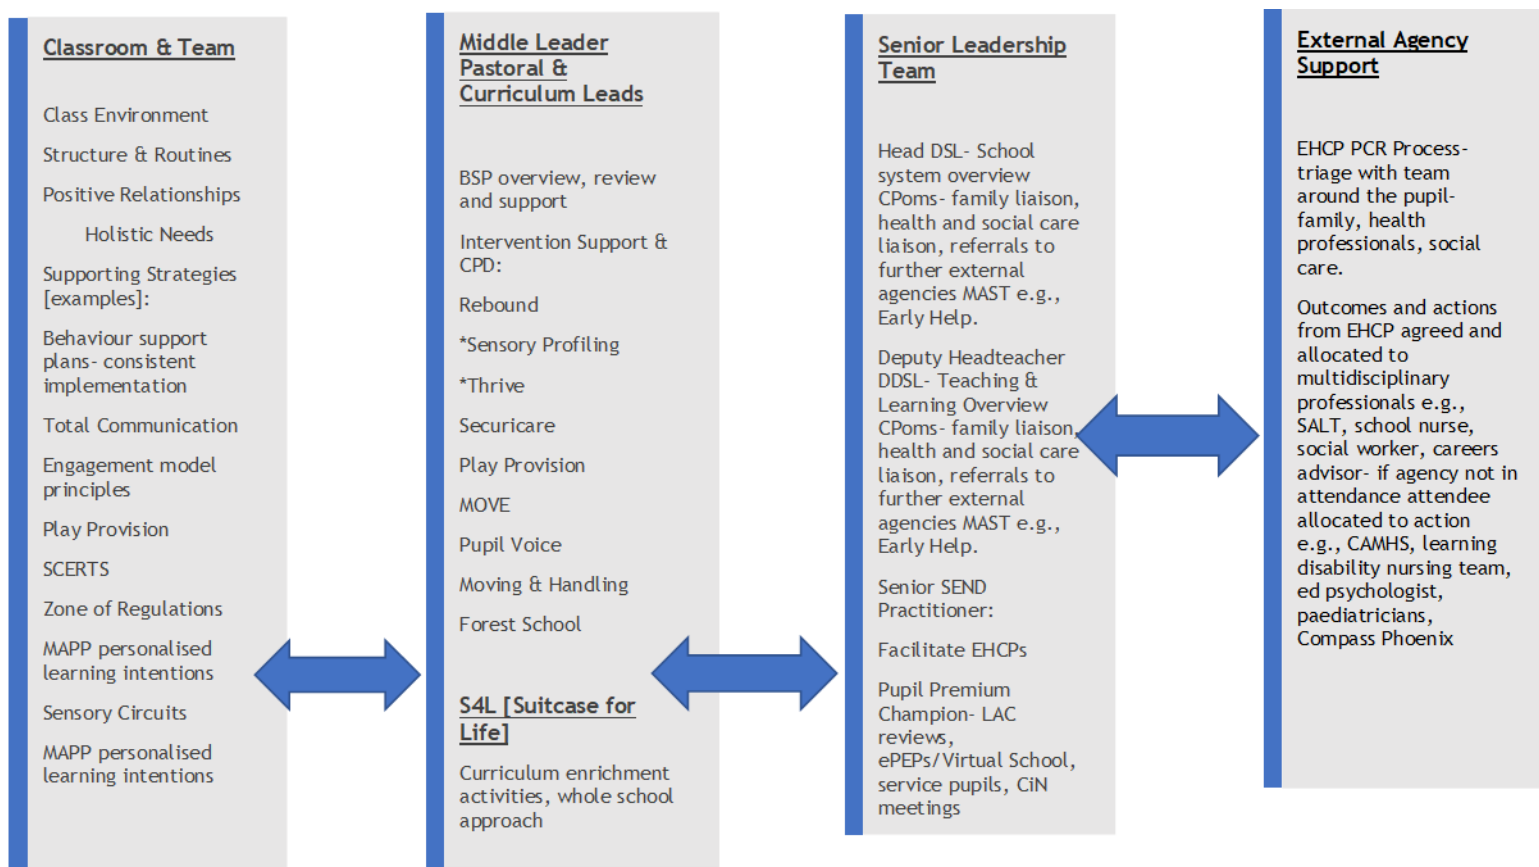 Classroom & Team
Class Environment
Structure & Routines
Positive Relationships
Holistic Needs
Supporting Strategies
[examples]:
Behaviour support
plans- consistent
implementation
Total Communication
Engagement model
principles
Play Provision
SCERTS
Zone of Regulations
MAPP personalised
learning intentions
Sensory Circuits
MAPP personalised
learning intentions
Middle Leader
Pastoral &
Curriculum Leads
BSP overview, review
and support
Intervention Support &
CPD:
Rebound
*Sensory Profiling
*Thrive
Securicare
Play Provision
MOVE
Pupil Voice
Moving & Handling
Forest School
S4L [Suitcase for
Life]
Curriculum enrichment
activities, whole school
approach
Senior Leadership
Team
Head DSL- School
system overview
CPoms- family liaison,
health and social care
liaison, referrals to
further external
agencies MAST e.g.,
Early Help.
Deputy Headteacher
DDSL- Teaching &
Learning Overview
CPoms- family liaison,
health and social care
liaison, referrals to
further external
agencies MAST e.g.,
Early Help.
Senior SEND
Practitioner:
Facilitate EHCPs
Pupil Premium
Champion- LAC
reviews,
ePEPs/Virtual School,
service pupils, CiN
meetings
External Agency
Support
EHCP PCR Process-
triage with team
around the pupil-
family, health
professionals, social
care.
Outcomes and actions
from EHCP agreed and
allocated to
multidisciplinary
professionals e.g.,
SALT, school nurse,
social worker, careers
advisor- if agency not in
attendance attendee
allocated to action
e.g., CAMHS, learning
disability nursing team,
ed psychologist,
paediatricians,
Compass Phoenix